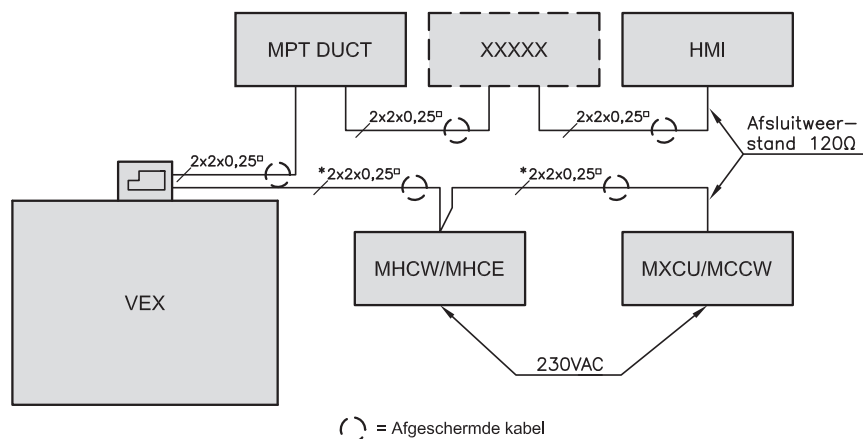 MPT DUCT
XXXXX
HMI
2x2x0,25¤
2x2x0,25¤
Afsluitweer-
stand 120Ω
2x2x0,25¤
*2x2x0,25¤
*2x2x0,25¤
MHCW/MHCE
MXCU/MCCW
VEX
230VAC
= Afgeschermde kabel